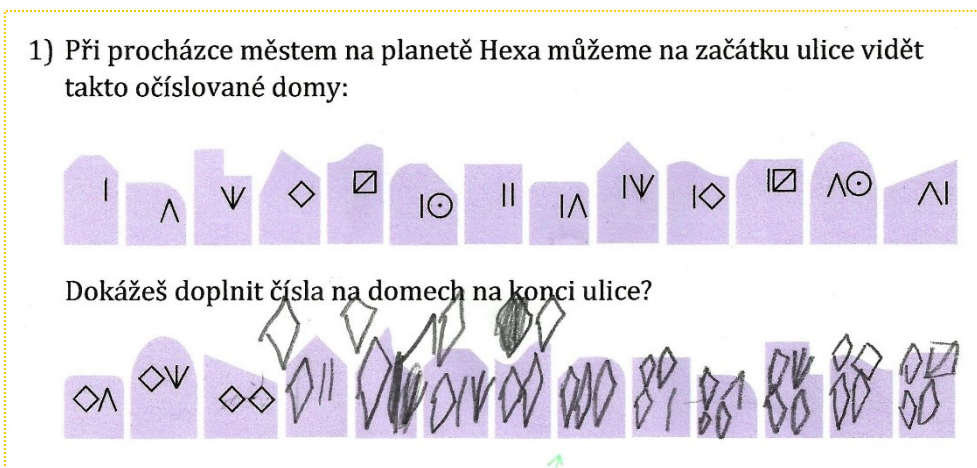 1) Při procházce městem na planetě Hexa můžeme na začátku ulice vidět
takto očíslované domy:
Dokážeš doplnit čísla na domech na konci ulice?